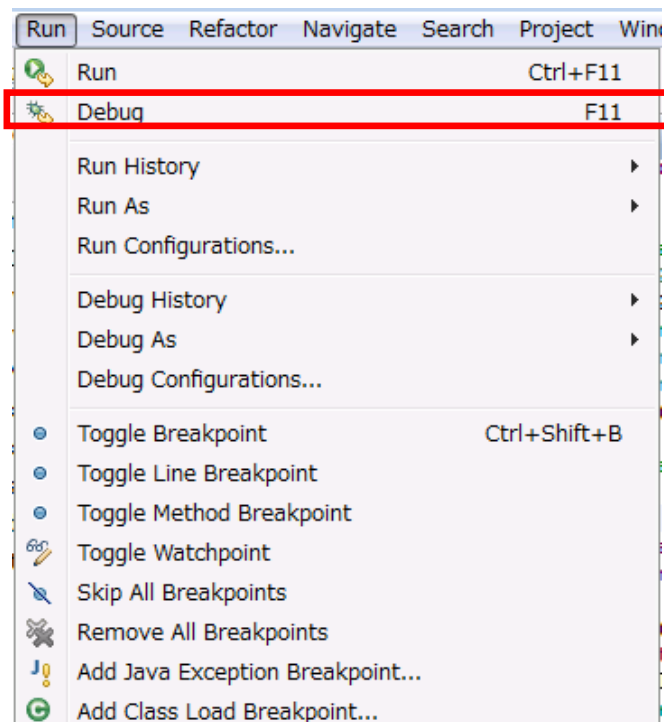 Run Source Refactor Navigate Search Project
Run Ctrl+F11
Debug F11
Run History
Run As
Run Configurations...
Debug History
Debug As
Debug Configurations...
Toggle Breakpoint Ctrl+Shift+B
Toggle Line Breakpoint
Toggle Method Breakpoint
Toggle Watchpoint
Skip All Breakpoints
Remove All Breakpoints
Add Java Exception Breakpoint...
Add Class Load Breakpoint...